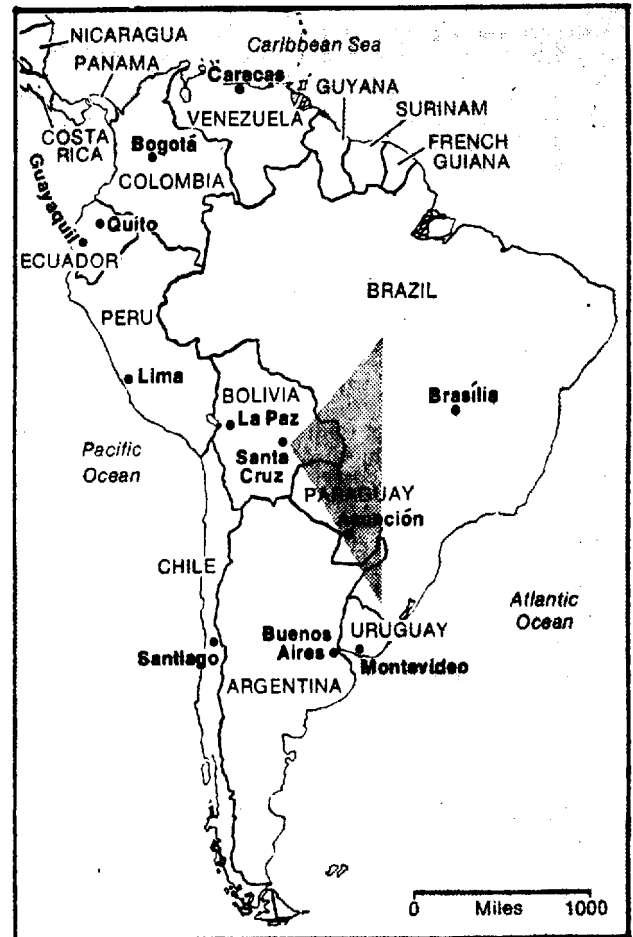 NICARAGUA
PANAMA
Caribbean Sea
Caracas
GUYANA
VENEZUELA
SURINAM
COSTA
RICA
Bogotá
FRENCH
GUIANA
COLOMBIA
Guayaquil
Quito
ECUADOR
BRAZIL
PERU
Lima
BOLIVIA
Brasília
La Paz
Pacific
Ocean
Santa
Cruz
PARAGUAY
Asunción
CHILE
Atlantic
Ocean
Buenos
Aires
URUGUAY
Santiago
Montevideo
ARGENTINA
0 Miles 1000